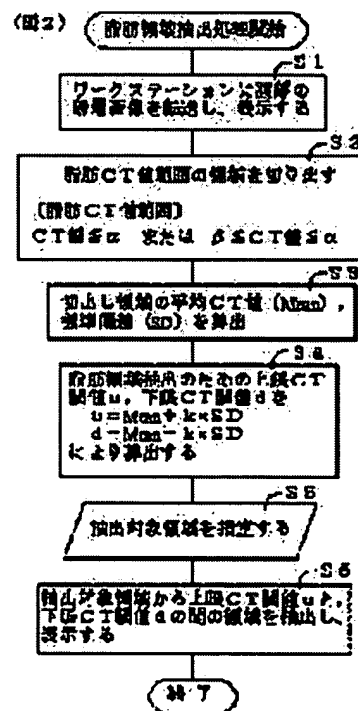 (図2)
脂肪領域抽出処理開始
S1
ワークステーションに腹部の
断層画像を転送し、表示する
S2
脂肪CT値範囲の領域を切り出す
[脂肪CT値範囲]
CT値≦α または β≦CT値≦α
S3
切出し領域の平均CT値(Mean),
標準偏差(SD)を算出
S4
脂肪領域抽出のための上限CT
閾値u,下限CT閾値dを
u=Mean+k×SD
d=Mean-k×SD
により算出する
S5
抽出対象領域を指定する
S6
抽出対象領域から上限CT閾値uと,
下限CT閾値dの間の領域を抽出し、
表示する
終了